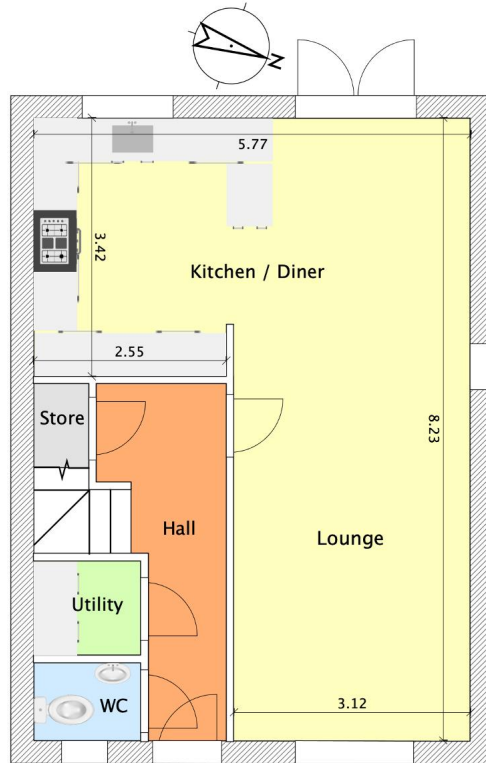 N
5.77
3.42
Kitchen / Diner
2.55
Store
8.23
Hall
Lounge
Utility
WC
3.12